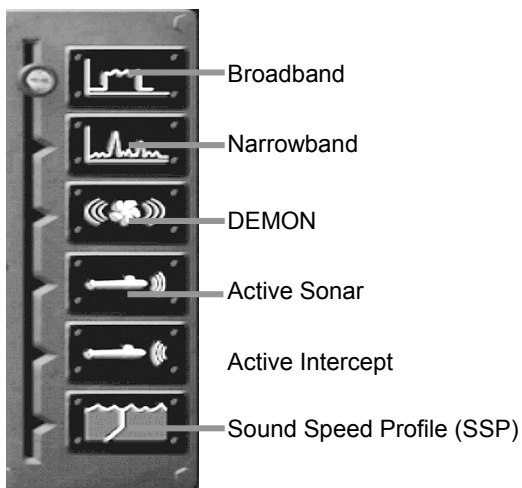 Broadband
Narrowband
DEMON
Active Sonar
Active Intercept
Sound Speed Profile (SSP)